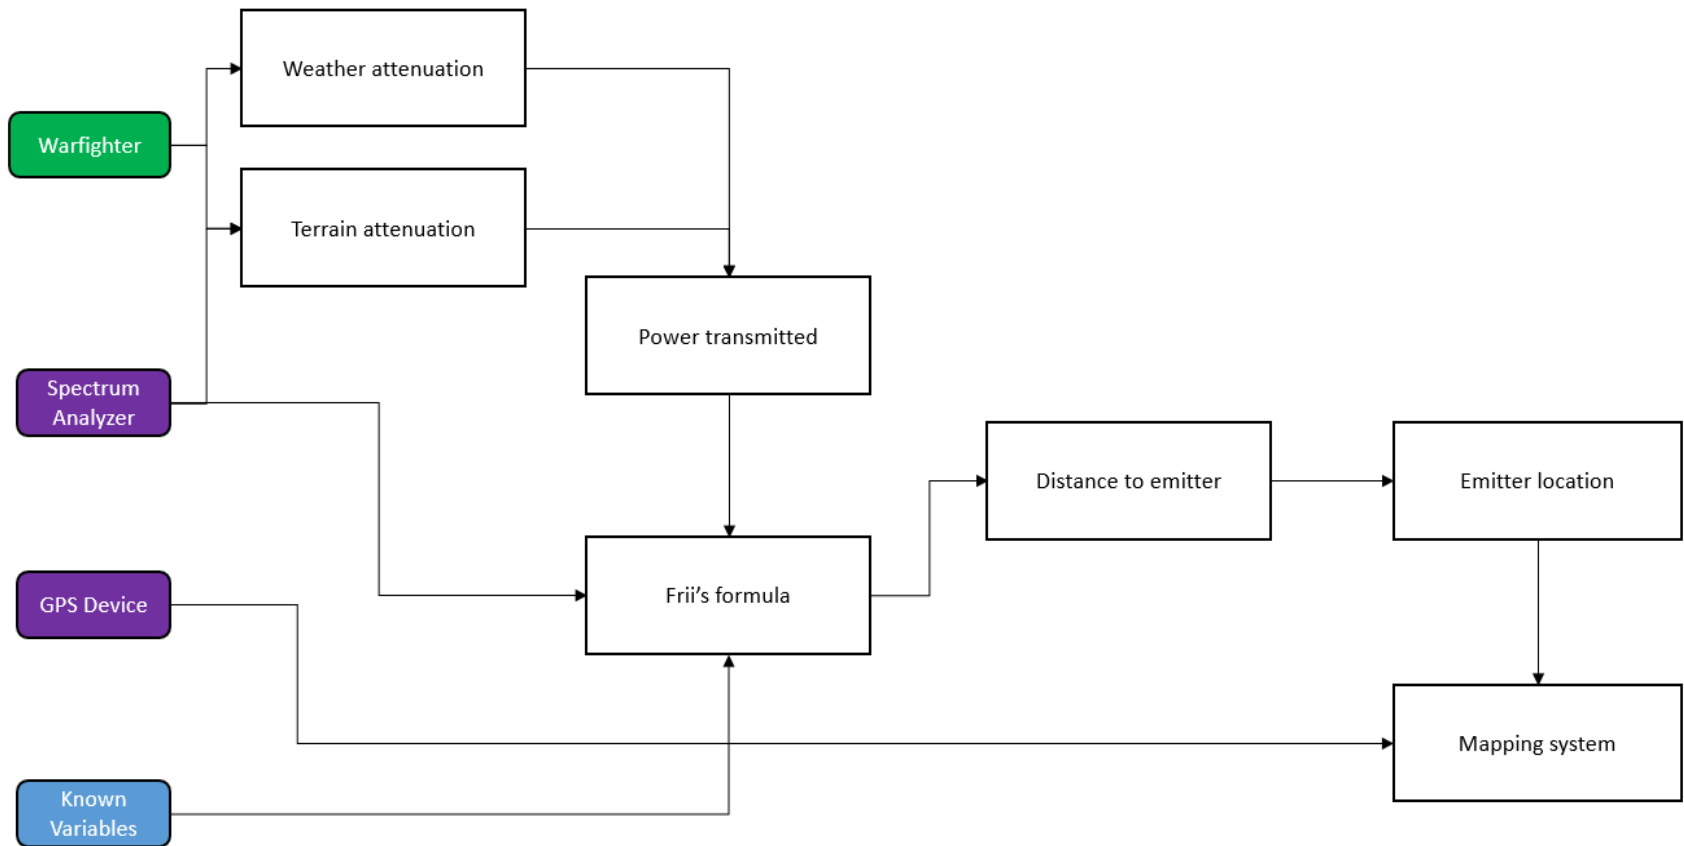 Weather attenuation
Warfighter
Terrain attenuation
Power transmitted
Spectrum
Analyzer
Distance to emitter
Emitter location
GPS Device
Frii’s formula
Mapping system
Known
Variables